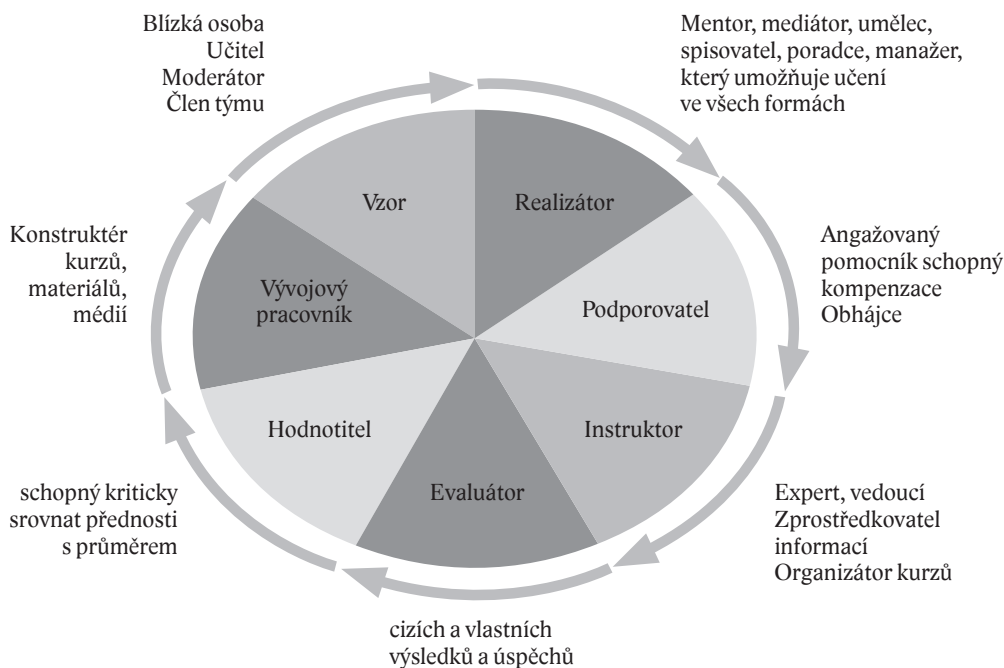 Blízká osoba
Učitel
Moderátor
Člen týmu
Mentor, mediátor, umělec,
spisovatel, poradce, manažer,
který umožňuje učení
ve všech formách
Vzor
Realizátor
Konstruktér
kurzů,
materiálů,
médií
Vývojový
pracovník
Podporovatel
Angažovaný
pomocník schopný
kompenzace
Obhájce
Hodnotitel
Instruktor
Evaluátor
schopný kriticky
srovnat přednosti
s průměrem
Expert, vedoucí
Zprostředkovatel
informací
Organizátor kurzů
cizích a vlastních
výsledků a úspěchů